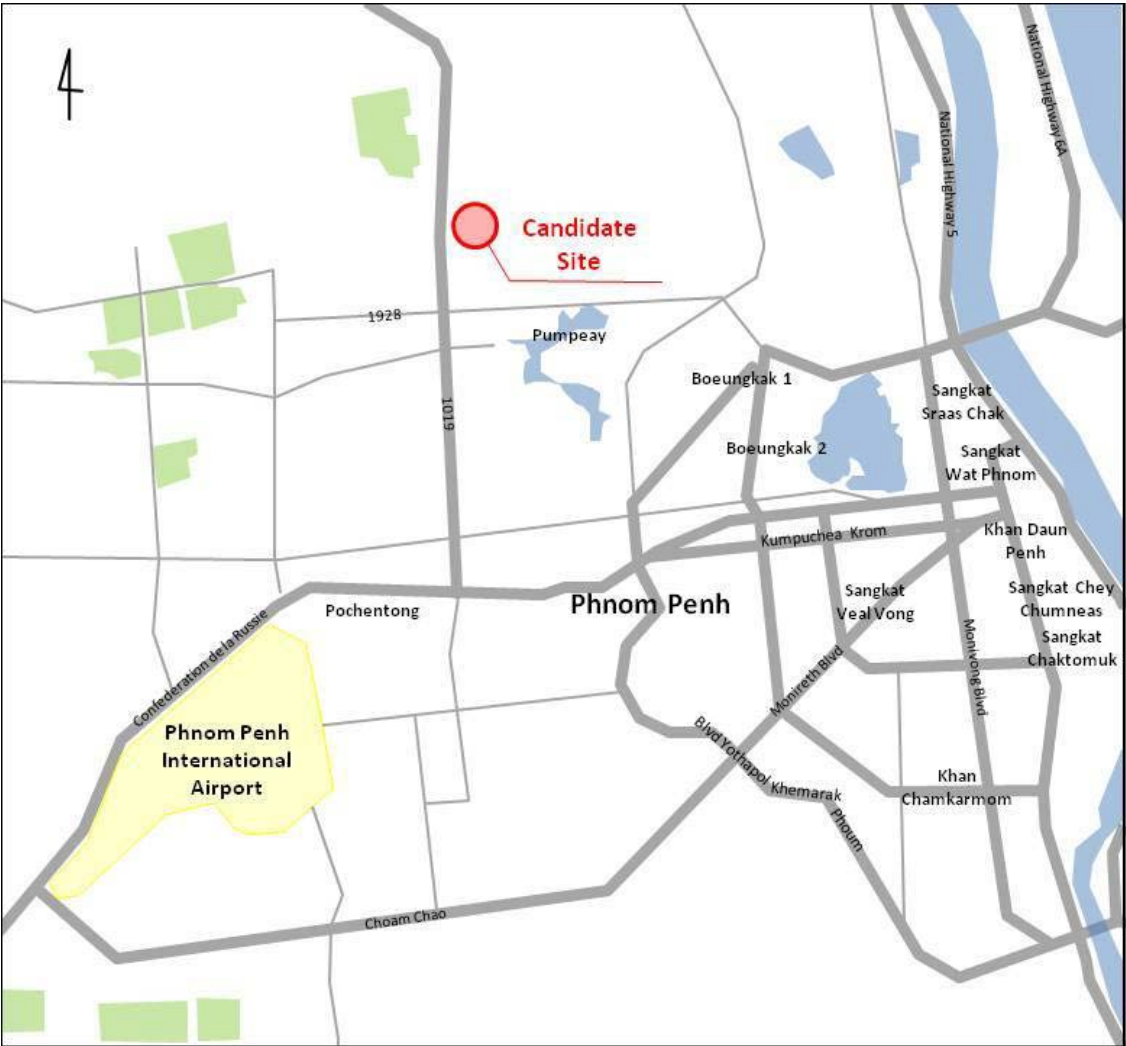 National Highway 6A
National Highway 5
Candidate
Site
1928
Pumpeay
Boeungkak 1
Sangkat
Sraas Chak
1019
Boeungkak 2
Sangkat
Wat Phnom
Kumpuchea Krom
Khan Daun
Penh
Pochentong
Phnom Penh
Sangkat
Veal Vong
Sangkat Chey
Chumneas
Sangkat
Chaktomuk
Confederation de la Russie
Monivong Blvd
Monireth Blvd
Phnom Penh
International
Airport
Blvd Yothapol Khemarak Phoum
Khan
Chamkarmom
Choam Chao